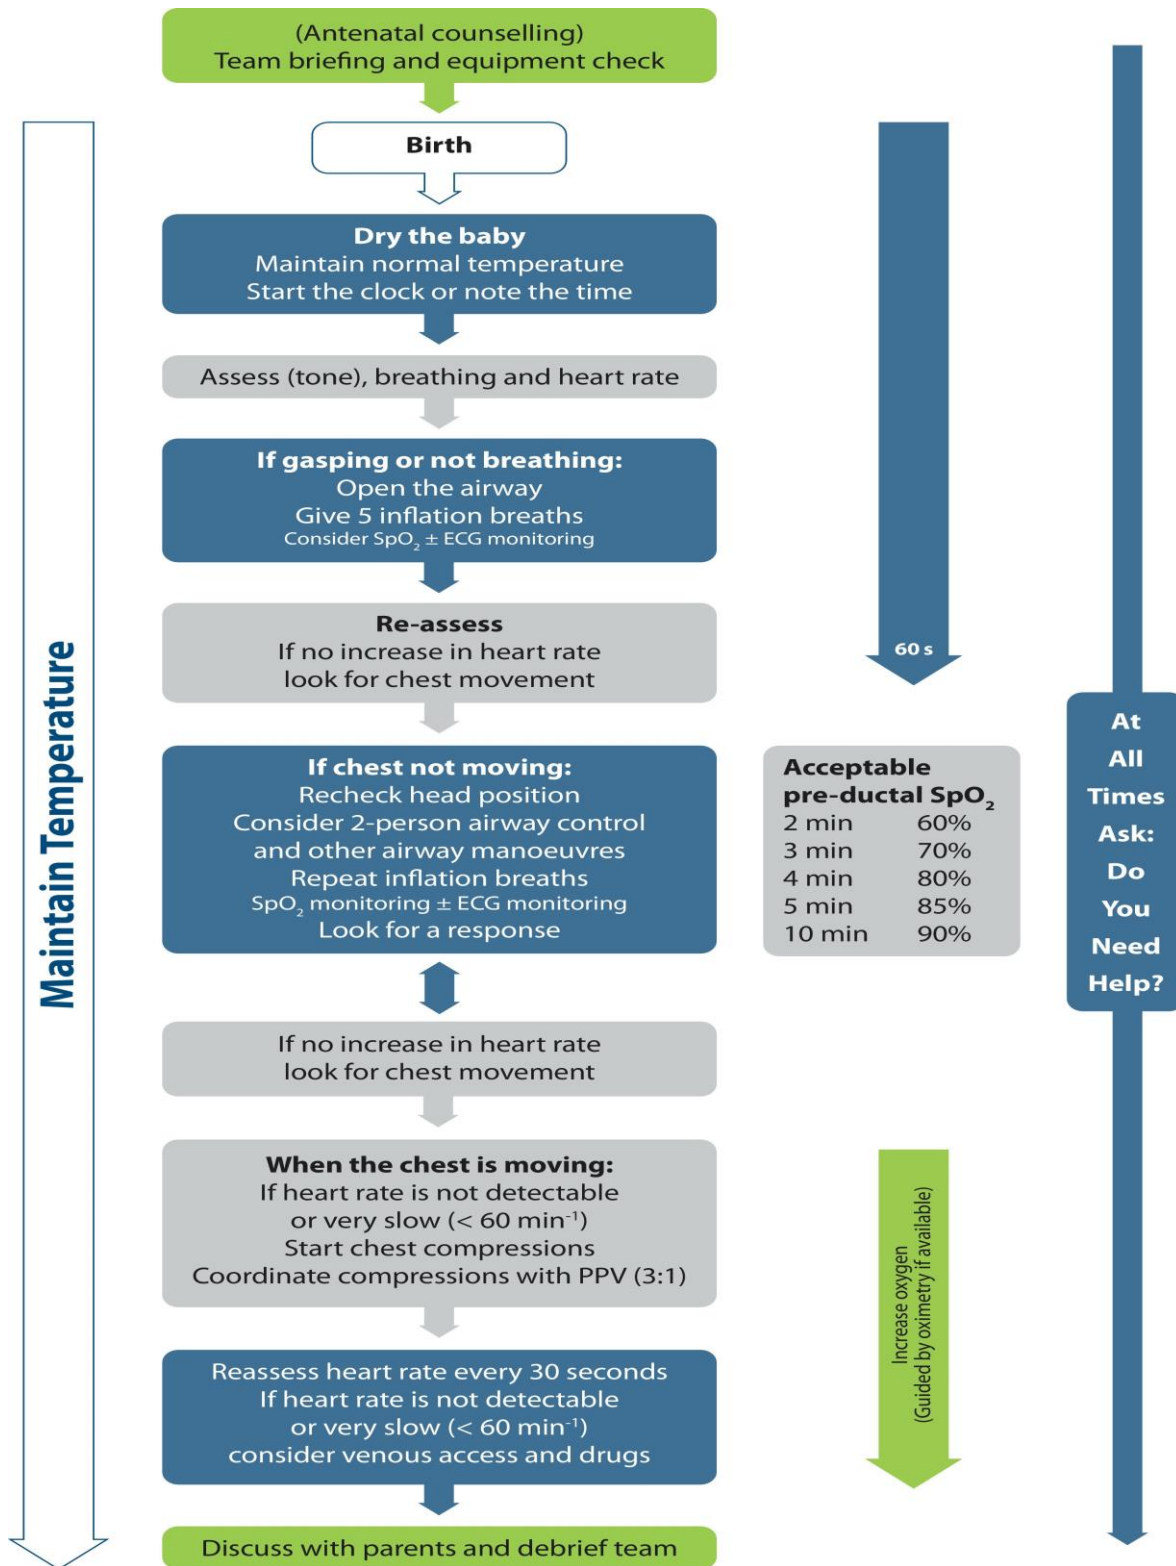 (Antenatal counselling)
Team briefing and equipment check
Birth
Dry the baby
Maintain normal temperature
Start the clock or note the time
Assess (tone), breathing and heart rate
If gasping or not breathing:
Open the airway
Give 5 inflation breaths
Consider SpO₂ ± ECG monitoring
Re-assess
If no increase in heart rate
look for chest movement
If chest not moving:
Recheck head position
Consider 2-person airway control
and other airway manoeuvres
Repeat inflation breaths
SpO₂ monitoring ± ECG monitoring
Look for a response
If no increase in heart rate
look for chest movement
When the chest is moving:
If heart rate is not detectable
or very slow (< 60 min⁻¹)
Start chest compressions
Coordinate compressions with PPV (3:1)
Reassess heart rate every 30 seconds
If heart rate is not detectable
or very slow (< 60 min⁻¹)
consider venous access and drugs
Discuss with parents and debrief team
Maintain Temperature
60 s
Acceptable
pre-ductal SpO₂
2 min 60%
3 min 70%
4 min 80%
5 min 85%
10 min 90%
Increase oxygen
(Guided by oximetry if available)
At
All
Times
Ask:
Do
You
Need
Help?